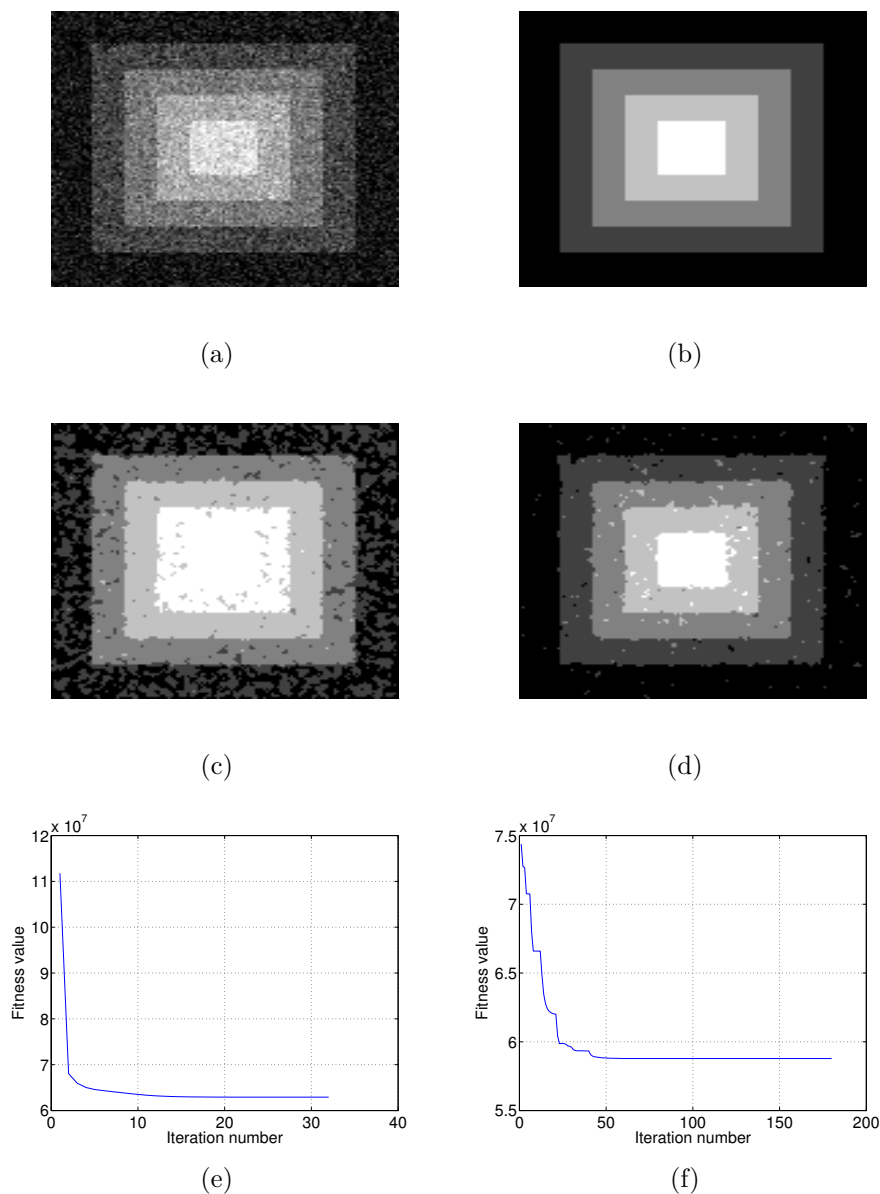 (a)
(b)
(c)
(d)
x 10^7
12
11
10
9
8
7
6
Fitness value
0
10
20
30
40
Iteration number
(e)
x 10^7
7.5
7
6.5
6
5.5
Fitness value
0
50
100
150
200
Iteration number
(f)